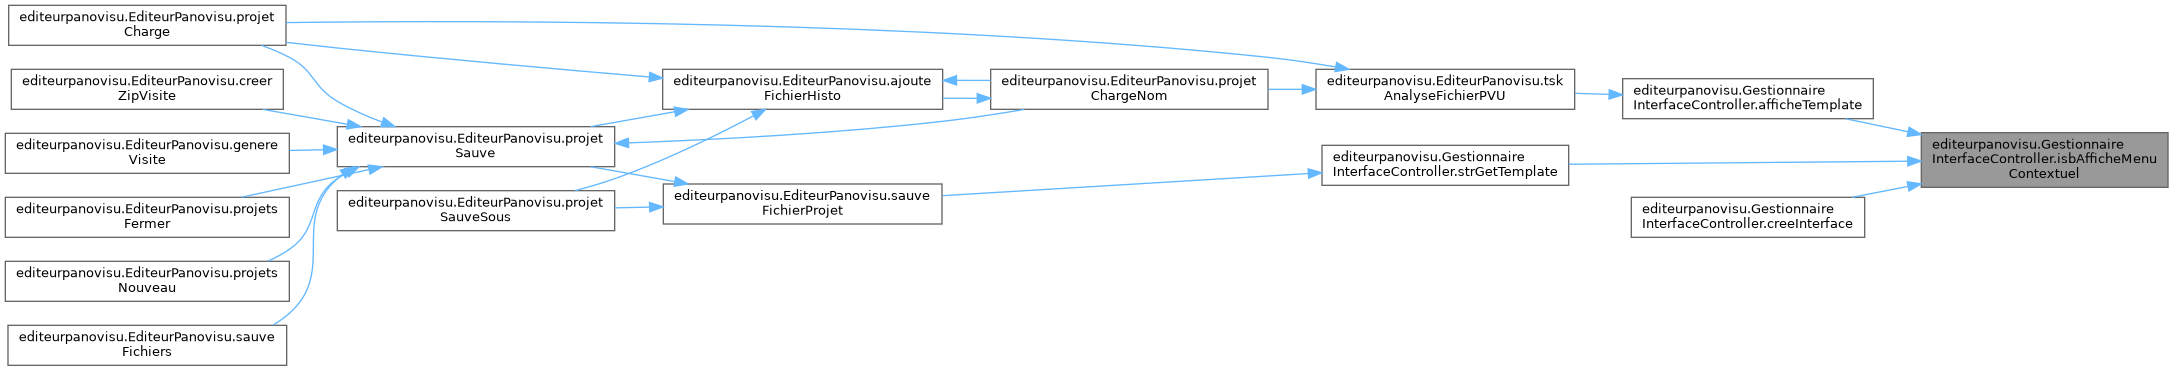 editeurpanovisu.EditeurPanovisu.projet
Charge
editeurpanovisu.EditeurPanovisu.creer
ZipVisite
editeurpanovisu.EditeurPanovisu.genere
Visite
editeurpanovisu.EditeurPanovisu.projets
Fermer
editeurpanovisu.EditeurPanovisu.projets
Nouveau
editeurpanovisu.EditeurPanovisu.sauve
Fichiers
editeurpanovisu.EditeurPanovisu.projet
Sauve
editeurpanovisu.EditeurPanovisu.projet
SauveSous
editeurpanovisu.EditeurPanovisu.ajoute
FichierHisto
editeurpanovisu.EditeurPanovisu.sauve
FichierProjet
editeurpanovisu.EditeurPanovisu.projet
ChargeNom
editeurpanovisu.EditeurPanovisu.tsk
AnalyseFichierPVU
editeurpanovisu.Gestionnaire
InterfaceController.strGetTemplate
editeurpanovisu.Gestionnaire
InterfaceController.afficheTemplate
editeurpanovisu.Gestionnaire
InterfaceController.creeInterface
editeurpanovisu.Gestionnaire
InterfaceController.isbAfficheMenu
Contextuel